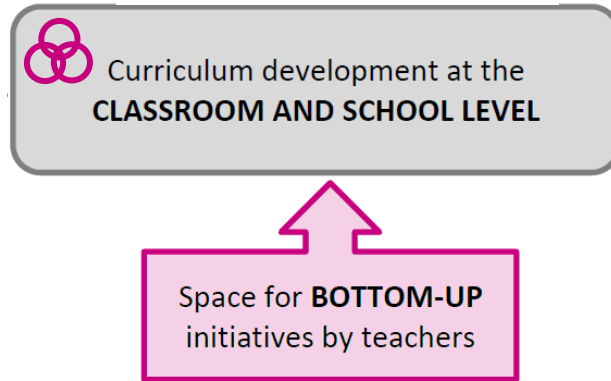 Curriculum development at the
CLASSROOM AND SCHOOL LEVEL
Space for BOTTOM-UP
initiatives by teachers